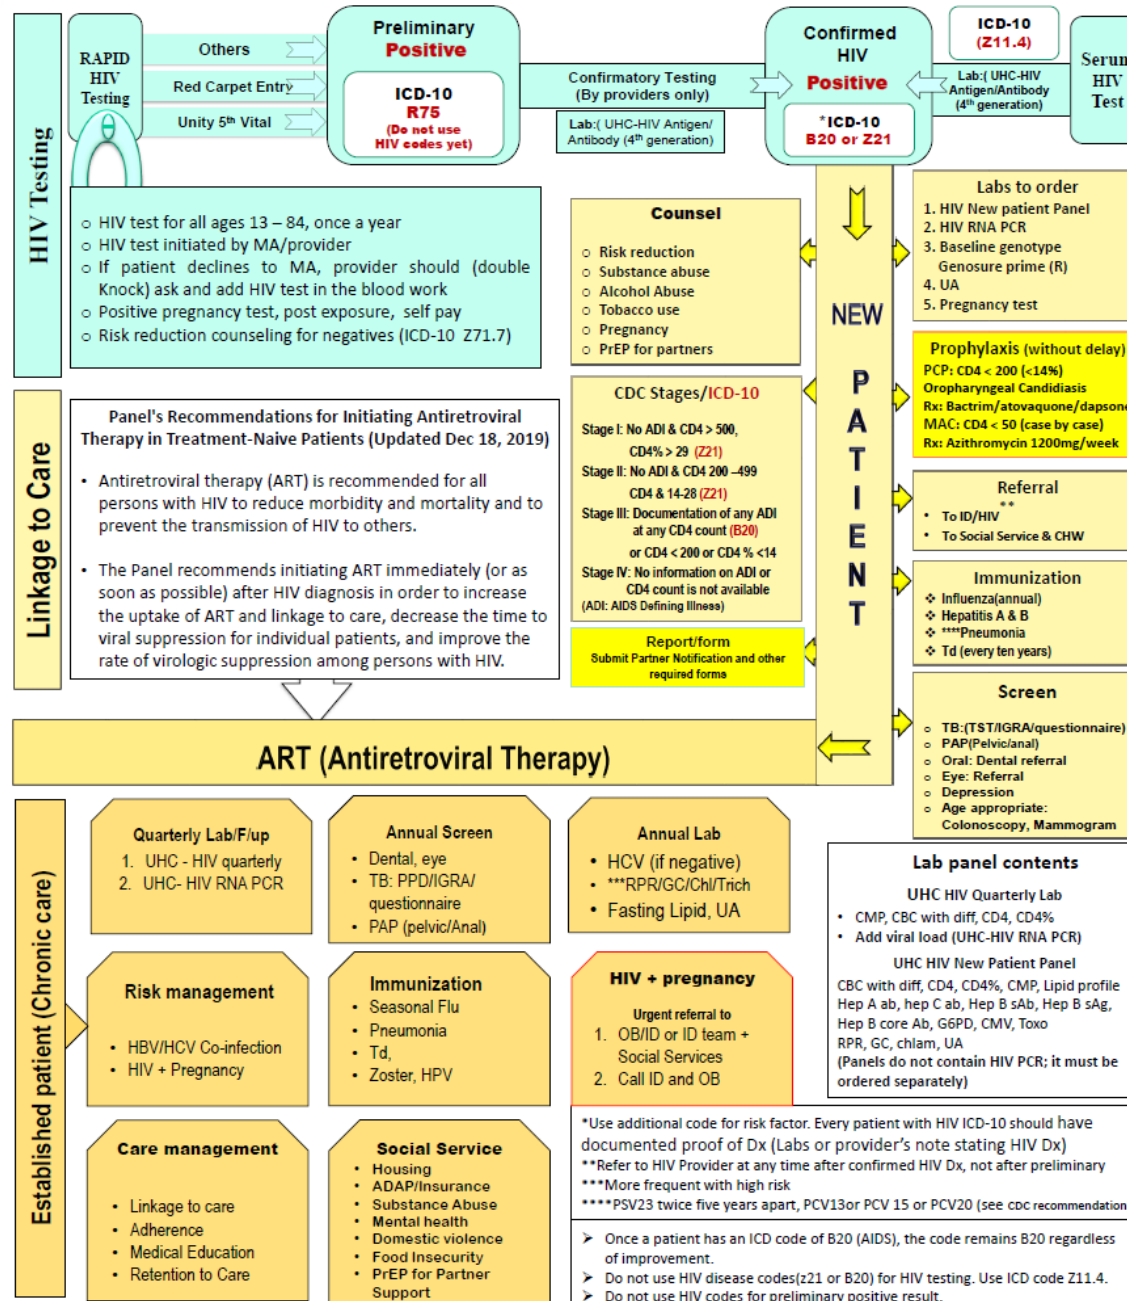 HIV Testing
RAPID
HIV
Testing
Others
Red Carpet Entry
Unity 5th Vital
Preliminary
Positive
ICD-10
R75
(Do not use
HIV codes yet)
Confirmatory Testing
(By providers only)
Lab:( UHC-HIV Antigen/
Antibody (4th generation)
Confirmed
HIV
Positive
*ICD-10
B20 or Z21
ICD-10
(Z11.4)
Lab:( UHC-HIV
Antigen/Antibody
(4th generation)
Serum
HIV
Test
o HIV test for all ages 13 – 84, once a year
o HIV test initiated by MA/provider
o If patient declines to MA, provider should (double
Knock) ask and add HIV test in the blood work
o Positive pregnancy test, post exposure, self pay
o Risk reduction counseling for negatives (ICD-10 Z71.7)
Counsel
o Risk reduction
o Substance abuse
o Alcohol Abuse
o Tobacco use
o Pregnancy
o PrEP for partners
NEW
PATIENT
Labs to order
1. HIV New patient Panel
2. HIV RNA PCR
3. Baseline genotype
Genosure prime (R)
4. UA
5. Pregnancy test
Prophylaxis (without delay)
PCP: CD4 < 200 (<14%)
Oropharyngeal Candidiasis
Rx: Bactrim/atovaquone/dapsone
MAC: CD4 < 50 (case by case)
Rx: Azithromycin 1200mg/week
Linkage to Care
Panel's Recommendations for Initiating Antiretroviral
Therapy in Treatment-Naive Patients (Updated Dec 18, 2019)
• Antiretroviral therapy (ART) is recommended for all
persons with HIV to reduce morbidity and mortality and to
prevent the transmission of HIV to others.
• The Panel recommends initiating ART immediately (or as
soon as possible) after HIV diagnosis in order to increase
the uptake of ART and linkage to care, decrease the time to
viral suppression for individual patients, and improve the
rate of virologic suppression among persons with HIV.
CDC Stages/ICD-10
Stage I: No ADI & CD4 > 500,
CD4% > 29 (Z21)
Stage II: No ADI & CD4 200 –499
CD4 & 14-28 (Z21)
Stage III: Documentation of any ADI
at any CD4 count (B20)
or CD4 < 200 or CD4 % <14
Stage IV: No information on ADI or
CD4 count is not available
(ADI: AIDS Defining Illness)
Report/form
Submit Partner Notification and other
required forms
Referral
**
• To ID/HIV
• To Social Service & CHW
Immunization
❖ Influenza(annual)
❖ Hepatitis A & B
❖ ****Pneumonia
❖ Td (every ten years)
Screen
o TB:(TST/IGRA/questionnaire)
o PAP(Pelvic/anal)
o Oral: Dental referral
o Eye: Referral
o Depression
o Age appropriate:
Colonoscopy, Mammogram
ART (Antiretroviral Therapy)
Established patient (Chronic care)
Quarterly Lab/F/up
1. UHC - HIV quarterly
2. UHC- HIV RNA PCR
Annual Screen
• Dental, eye
• TB: PPD/IGRA/
questionnaire
• PAP (pelvic/Anal)
Annual Lab
• HCV (if negative)
• ***RPR/GC/Chl/Trich
• Fasting Lipid, UA
Risk management
• HBV/HCV Co-infection
• HIV + Pregnancy
Immunization
• Seasonal Flu
• Pneumonia
• Td,
• Zoster, HPV
HIV + pregnancy
Urgent referral to
1. OB/ID or ID team +
Social Services
2. Call ID and OB
Care management
• Linkage to care
• Adherence
• Medical Education
• Retention to Care
Social Service
• Housing
• ADAP/Insurance
• Substance Abuse
• Mental health
• Domestic violence
• Food Insecurity
• PrEP for Partner
Support
Lab panel contents
UHC HIV Quarterly Lab
• CMP, CBC with diff, CD4, CD4%
• Add viral load (UHC-HIV RNA PCR)
UHC HIV New Patient Panel
CBC with diff, CD4, CD4%, CMP, Lipid profile
Hep A ab, hep C ab, Hep B sAb, Hep B sAg,
Hep B core Ab, G6PD, CMV, Toxo
RPR, GC, chlam, UA
(Panels do not contain HIV PCR; it must be
ordered separately)
*Use additional code for risk factor. Every patient with HIV ICD-10 should have
documented proof of Dx (Labs or provider's note stating HIV Dx)
**Refer to HIV Provider at any time after confirmed HIV Dx, not after preliminary
***More frequent with high risk
****PSV23 twice five years apart, PCV13or PCV 15 or PCV20 (see CDC recommendation
➢ Once a patient has an ICD code of B20 (AIDS), the code remains B20 regardless
of improvement.
➢ Do not use HIV disease codes(z21 or B20) for HIV testing. Use ICD code Z11.4.
➢ Do not use HIV codes for preliminary positive result.